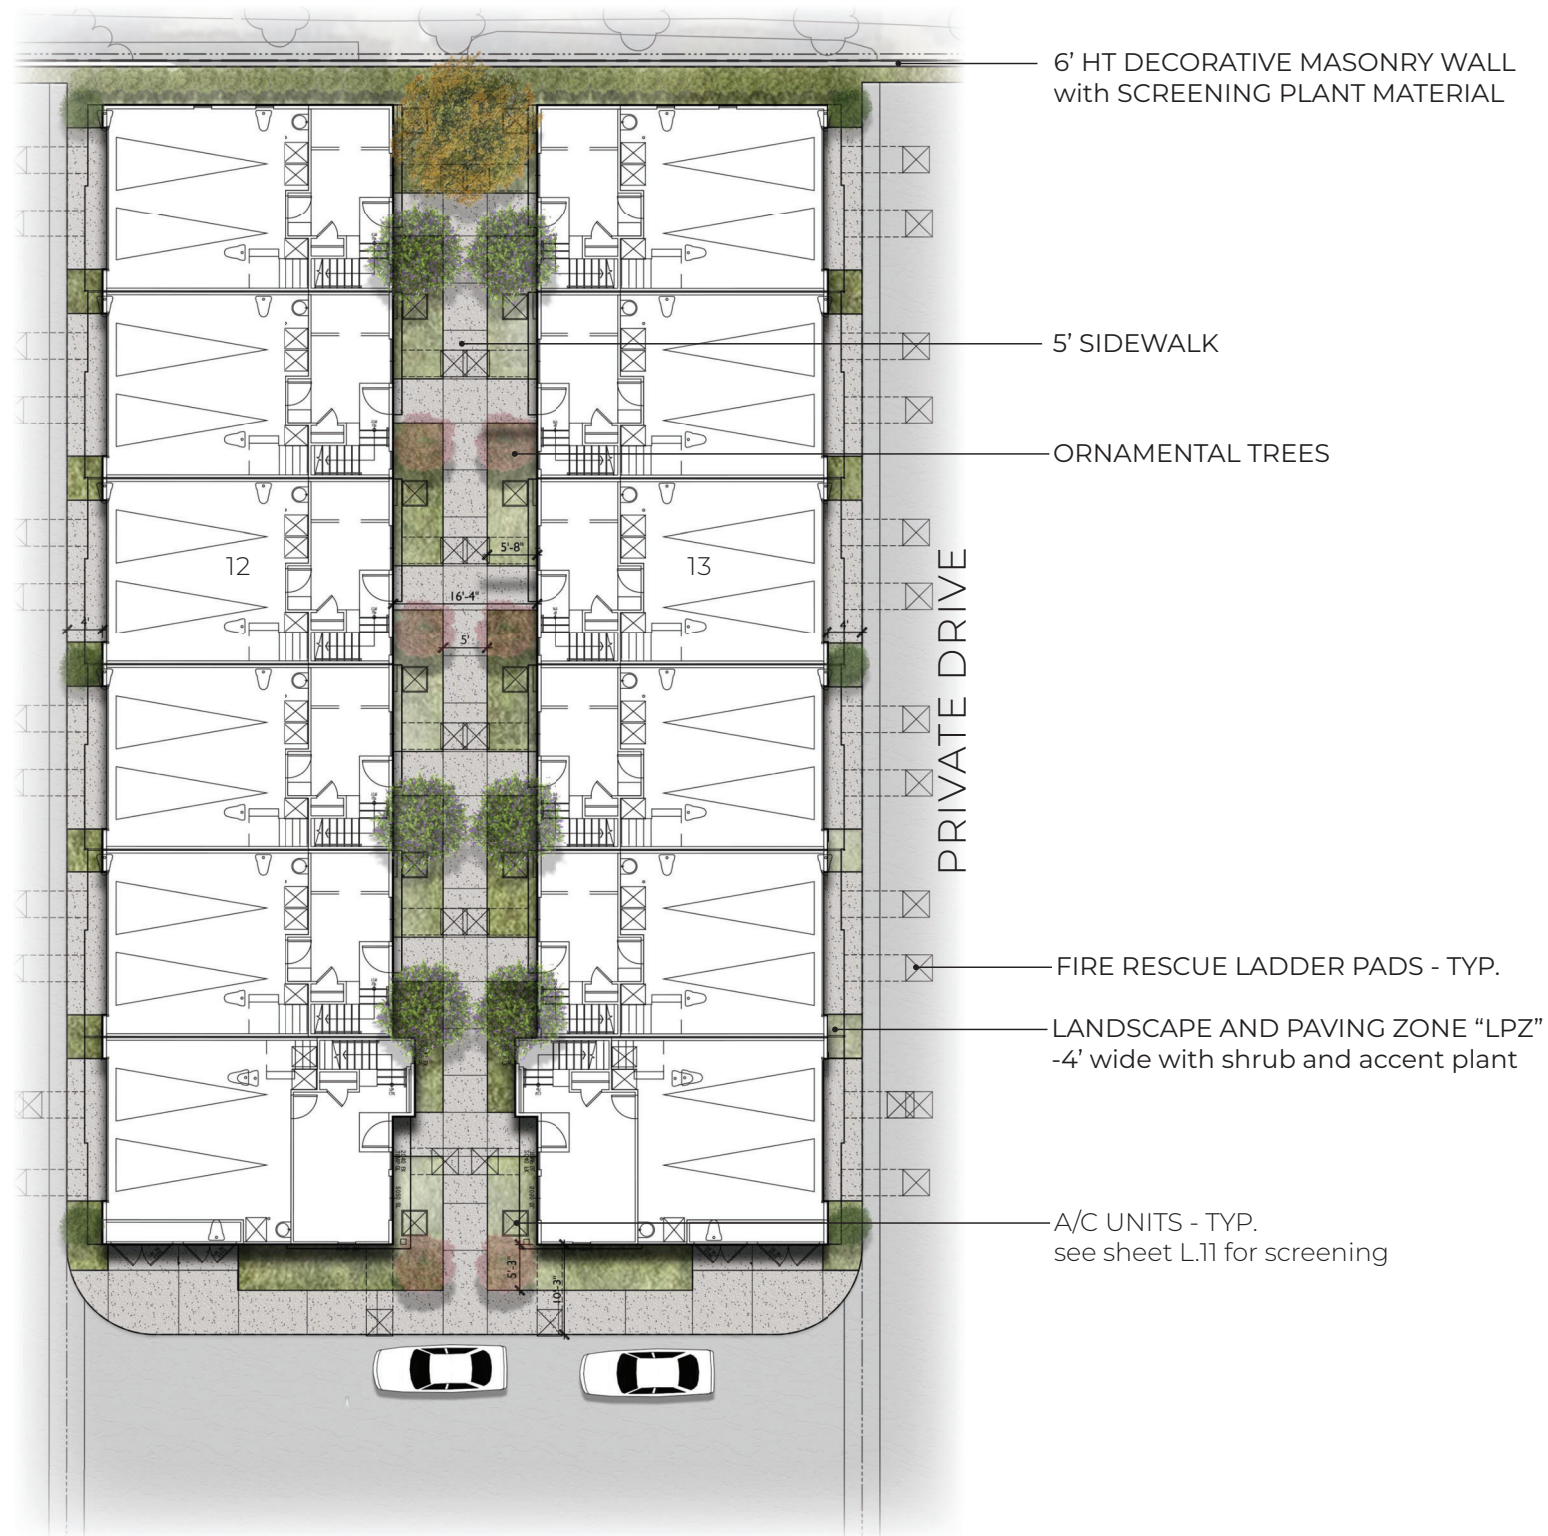 6’ HT DECORATIVE MASONRY WALL
with SCREENING PLANT MATERIAL
5’ SIDEWALK
ORNAMENTAL TREES
5'-8"
12
13
16'-4"
4'
5'
4'
PRIVATE DRIVE
FIRE RESCUE LADDER PADS - TYP.
LANDSCAPE AND PAVING ZONE “LPZ”
-4’ wide with shrub and accent plant
A/C UNITS - TYP.
see sheet L.11 for screening
5'-3"
10'-3"